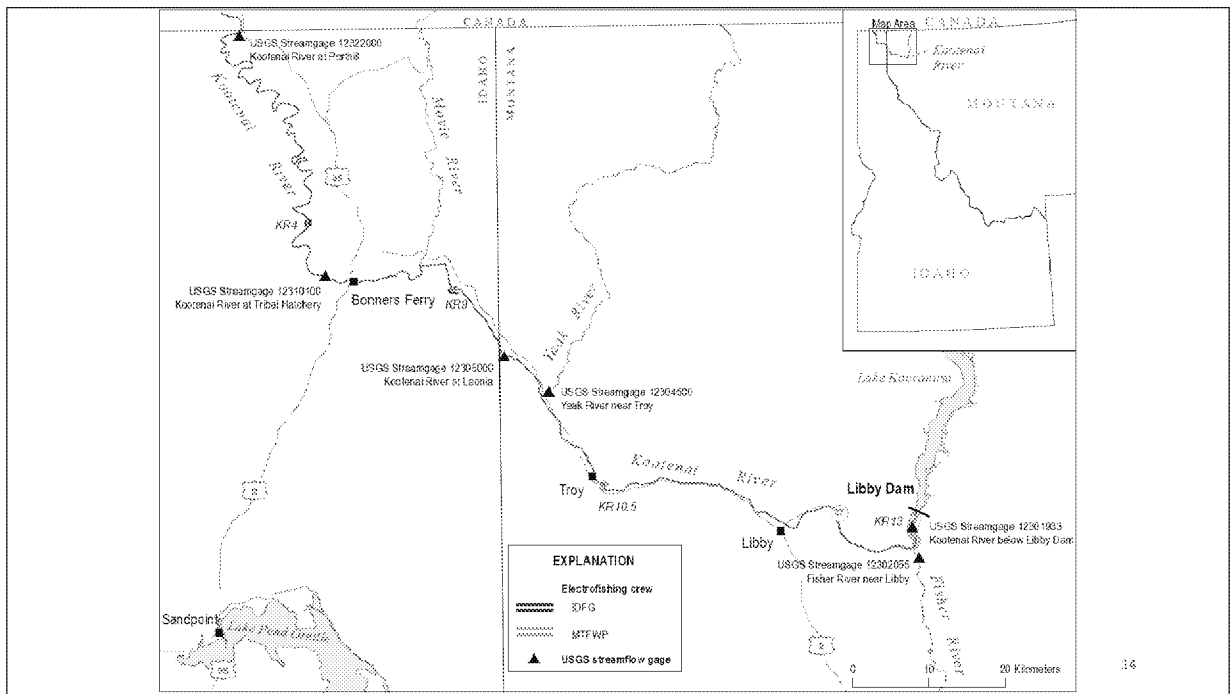 CANADA
USGS Streamgage 12322000
Kootenai River at Porthill
Kootenai
River
Moyie
River
IDAHO
MONTANA
KR4
USGS Streamgage 12310100
Kootenai River at Tribal Hatchery
Bonners Ferry
KR9
USGS Streamgage 12305000
Kootenai River at Leonia
Yaak River
USGS Streamgage 12304500
Yaak River near Troy
Troy
KR10.5
Kootenai River
Libby
Libby Dam
KR13
USGS Streamgage 12301933
Kootenai River below Libby Dam
USGS Streamgage 12302055
Fisher River near Libby
Fisher
River
Lake Koocanusa
Map Area
CANADA
Kootenai
River
IDAHO
Sandpoint
Lake Pend Oreille
95
2
2
EXPLANATION
Electrofishing crew
IDFG
MTFWP
USGS streamflow gage
0 10 20 Kilometers
14